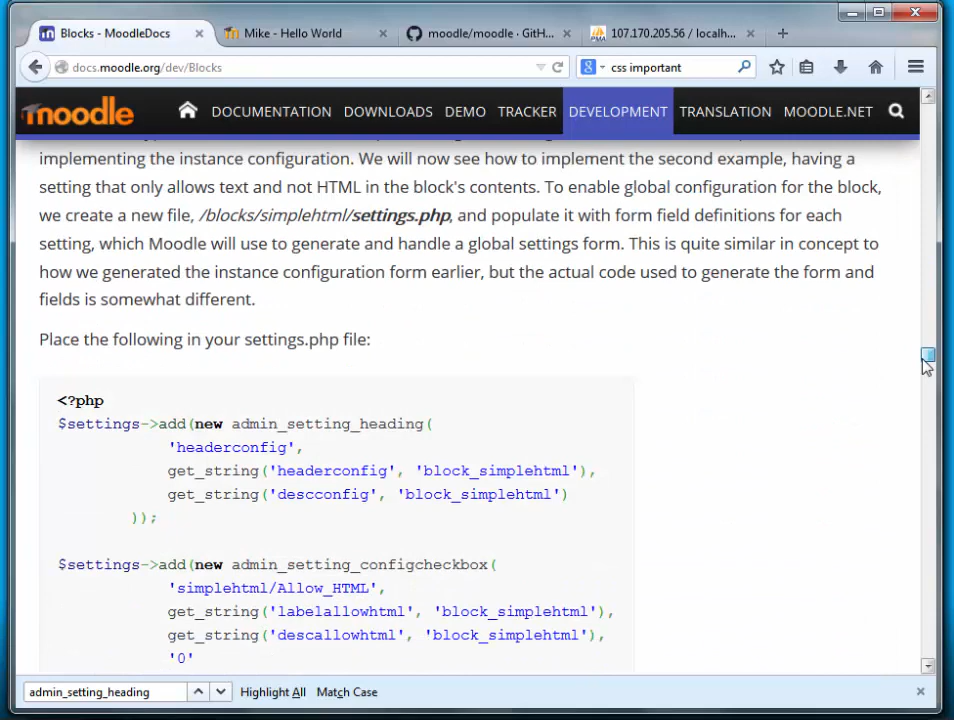 Blocks - MoodleDocs
Mike - Hello World
moodle/moodle · GitH...
107.170.205.56 / localh...
docs.moodle.org/dev/Blocks
css important
moodle
DOCUMENTATION
DOWNLOADS
DEMO
TRACKER
DEVELOPMENT
TRANSLATION
MOODLE.NET
implementing the instance configuration. We will now see how to implement the second example, having a
setting that only allows text and not HTML in the block's contents. To enable global configuration for the block,
we create a new file, /blocks/simplehtml/settings.php, and populate it with form field definitions for each
setting, which Moodle will use to generate and handle a global settings form. This is quite similar in concept to
how we generated the instance configuration form earlier, but the actual code used to generate the form and
fields is somewhat different.
Place the following in your settings.php file:
<?php
$settings->add(new admin_setting_heading(
'headerconfig',
get_string('headerconfig', 'block_simplehtml'),
get_string('descconfig', 'block_simplehtml')
));
$settings->add(new admin_setting_configcheckbox(
'simplehtml/Allow_HTML',
get_string('labelallowhtml', 'block_simplehtml'),
get_string('descallowhtml', 'block_simplehtml'),
'0'
admin_setting_heading
Highlight All
Match Case